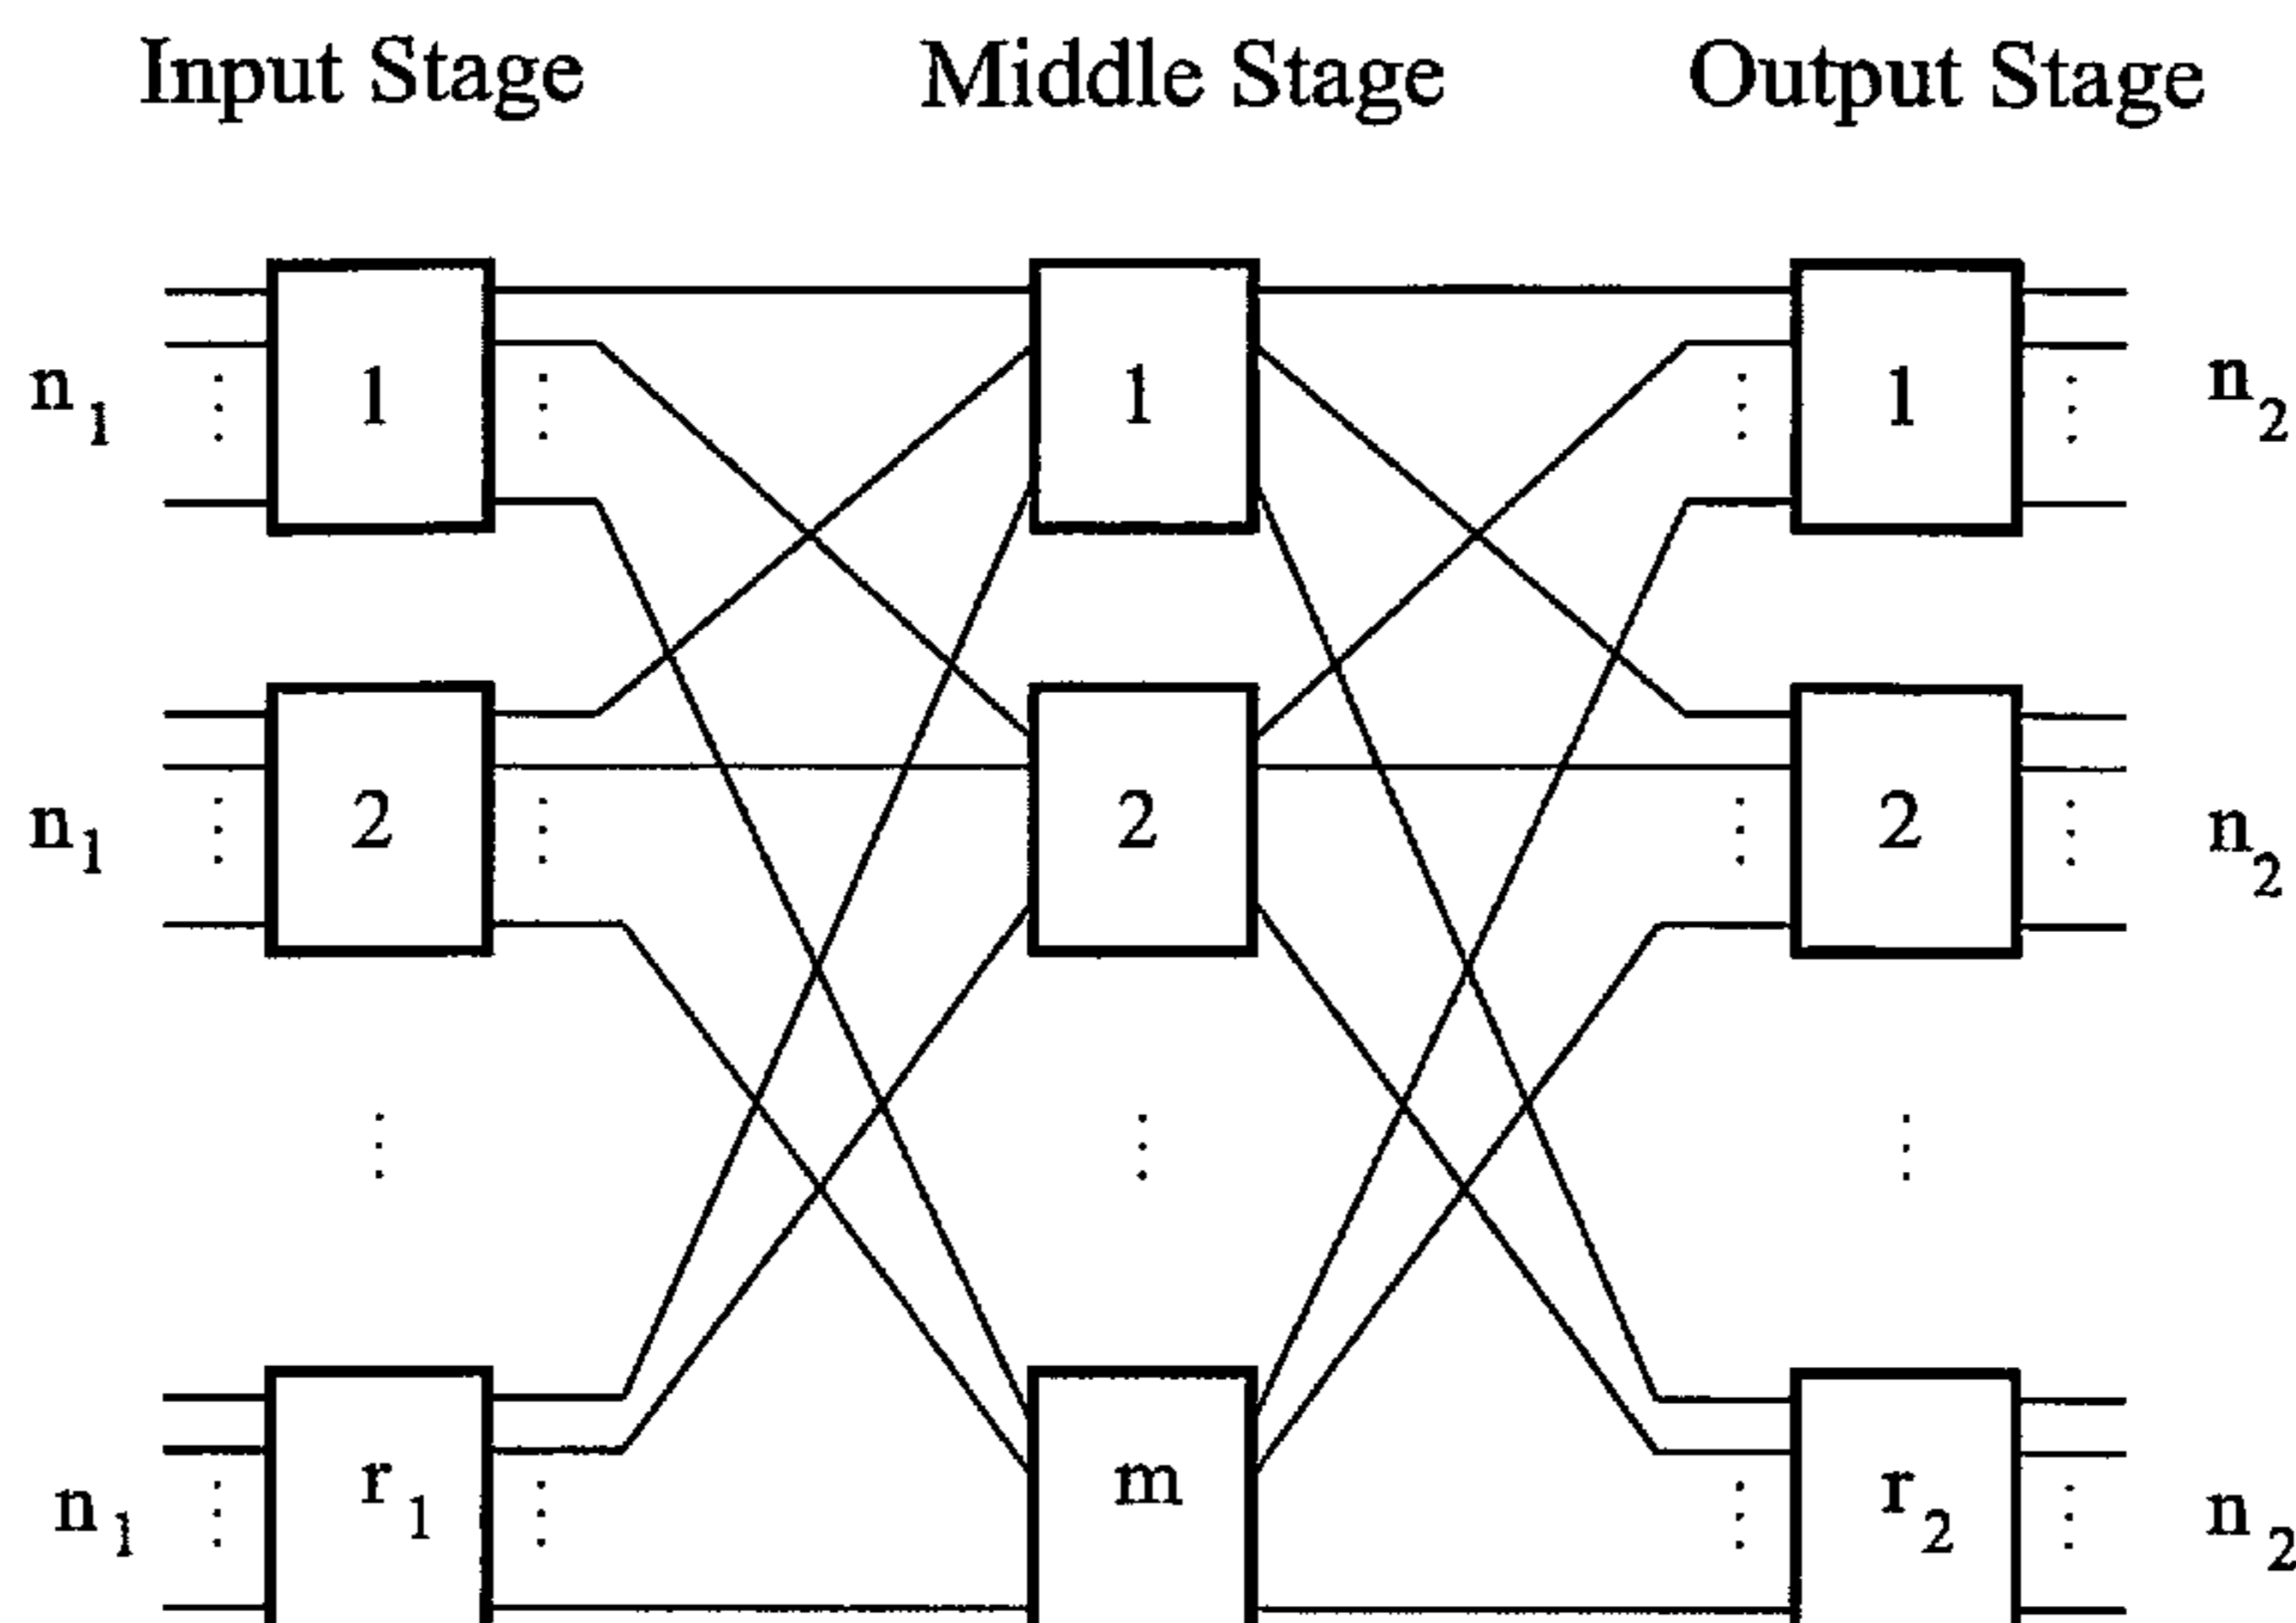 Input Stage Middle Stage Output Stage
n1 1 1 1 n2
n1 2 2 2 n2
n1 r1 m r2 n2